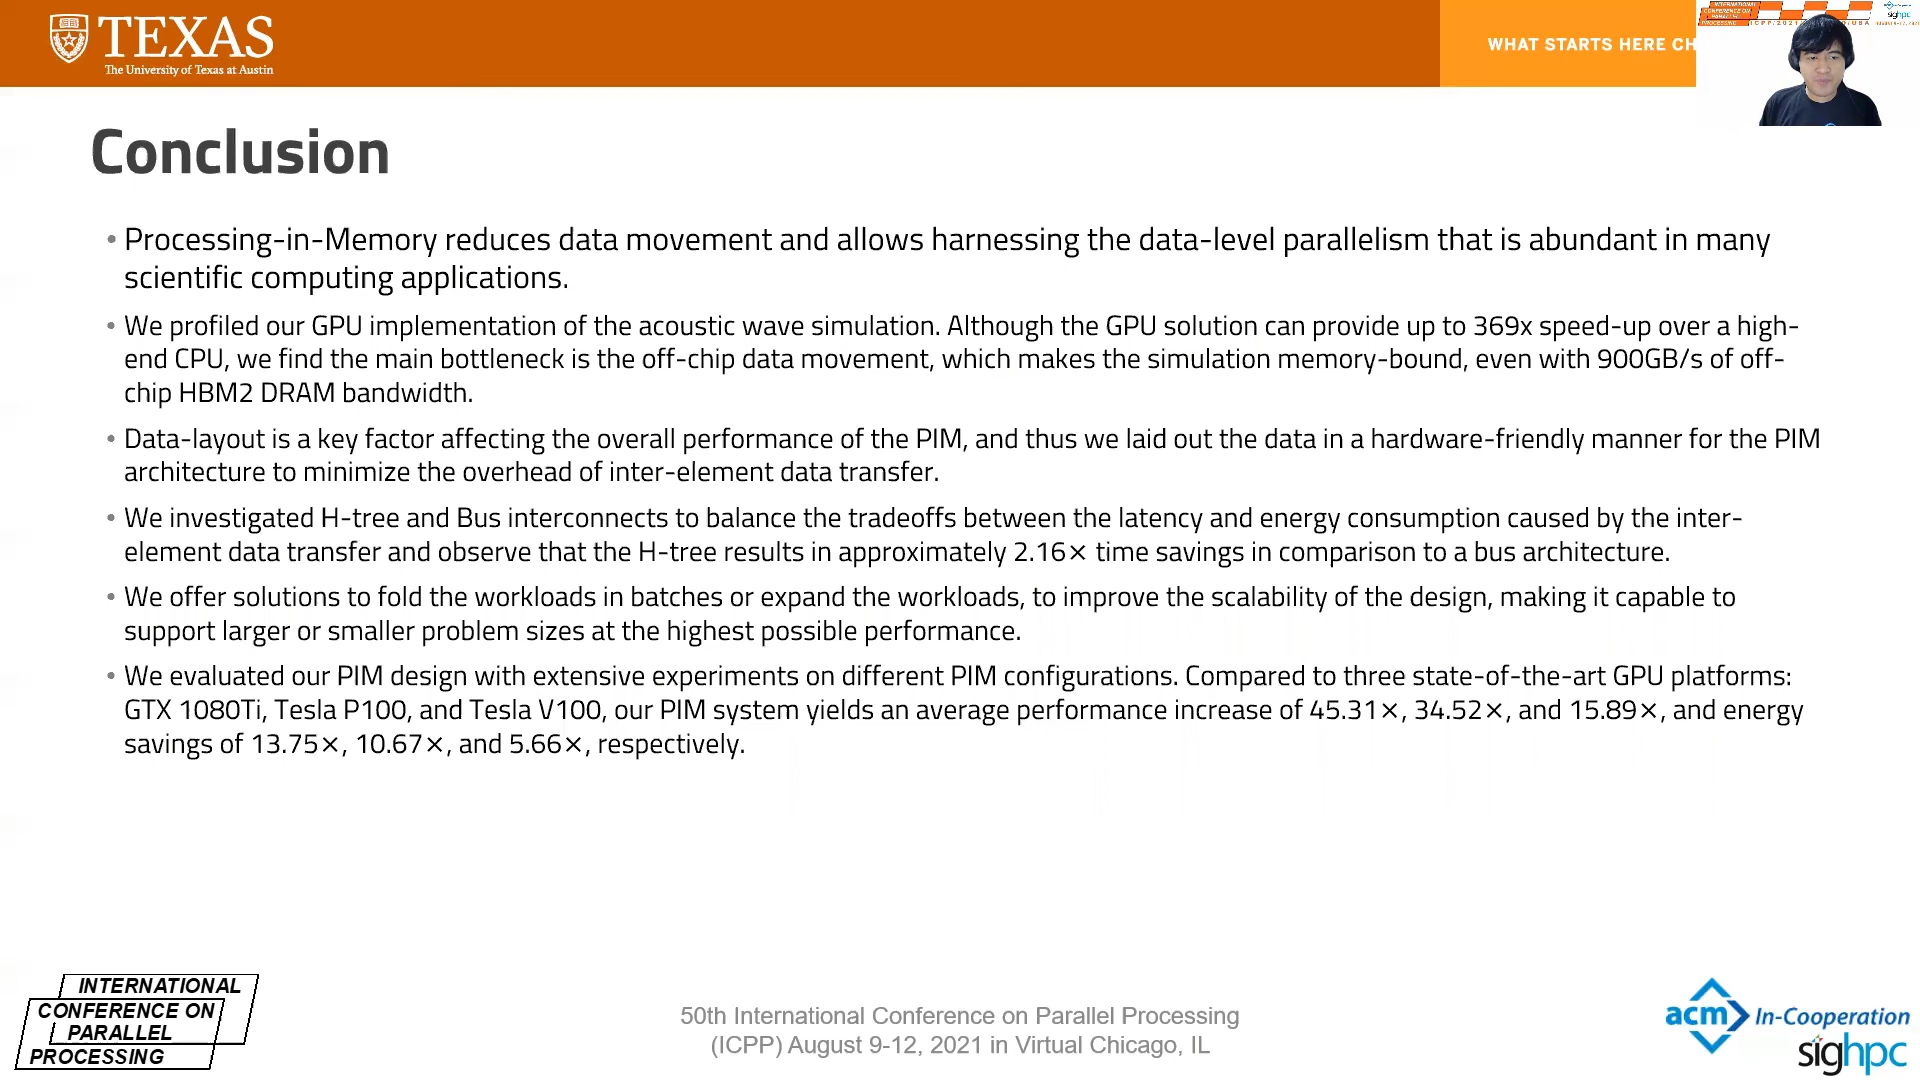 TEXAS
The University of Texas at Austin
WHAT STARTS HERE CH
Conclusion
• Processing-in-Memory reduces data movement and allows harnessing the data-level parallelism that is abundant in many
scientific computing applications.
• We profiled our GPU implementation of the acoustic wave simulation. Although the GPU solution can provide up to 369x speed-up over a high-
end CPU, we find the main bottleneck is the off-chip data movement, which makes the simulation memory-bound, even with 900GB/s of off-
chip HBM2 DRAM bandwidth.
• Data-layout is a key factor affecting the overall performance of the PIM, and thus we laid out the data in a hardware-friendly manner for the PIM
architecture to minimize the overhead of inter-element data transfer.
• We investigated H-tree and Bus interconnects to balance the tradeoffs between the latency and energy consumption caused by the inter-
element data transfer and observe that the H-tree results in approximately 2.16× time savings in comparison to a bus architecture.
• We offer solutions to fold the workloads in batches or expand the workloads, to improve the scalability of the design, making it capable to
support larger or smaller problem sizes at the highest possible performance.
• We evaluated our PIM design with extensive experiments on different PIM configurations. Compared to three state-of-the-art GPU platforms:
GTX 1080Ti, Tesla P100, and Tesla V100, our PIM system yields an average performance increase of 45.31×, 34.52×, and 15.89×, and energy
savings of 13.75×, 10.67×, and 5.66×, respectively.
INTERNATIONAL
CONFERENCE ON
PARALLEL
PROCESSING
50th International Conference on Parallel Processing
(ICPP) August 9-12, 2021 in Virtual Chicago, IL
acm In-Cooperation
sighpc